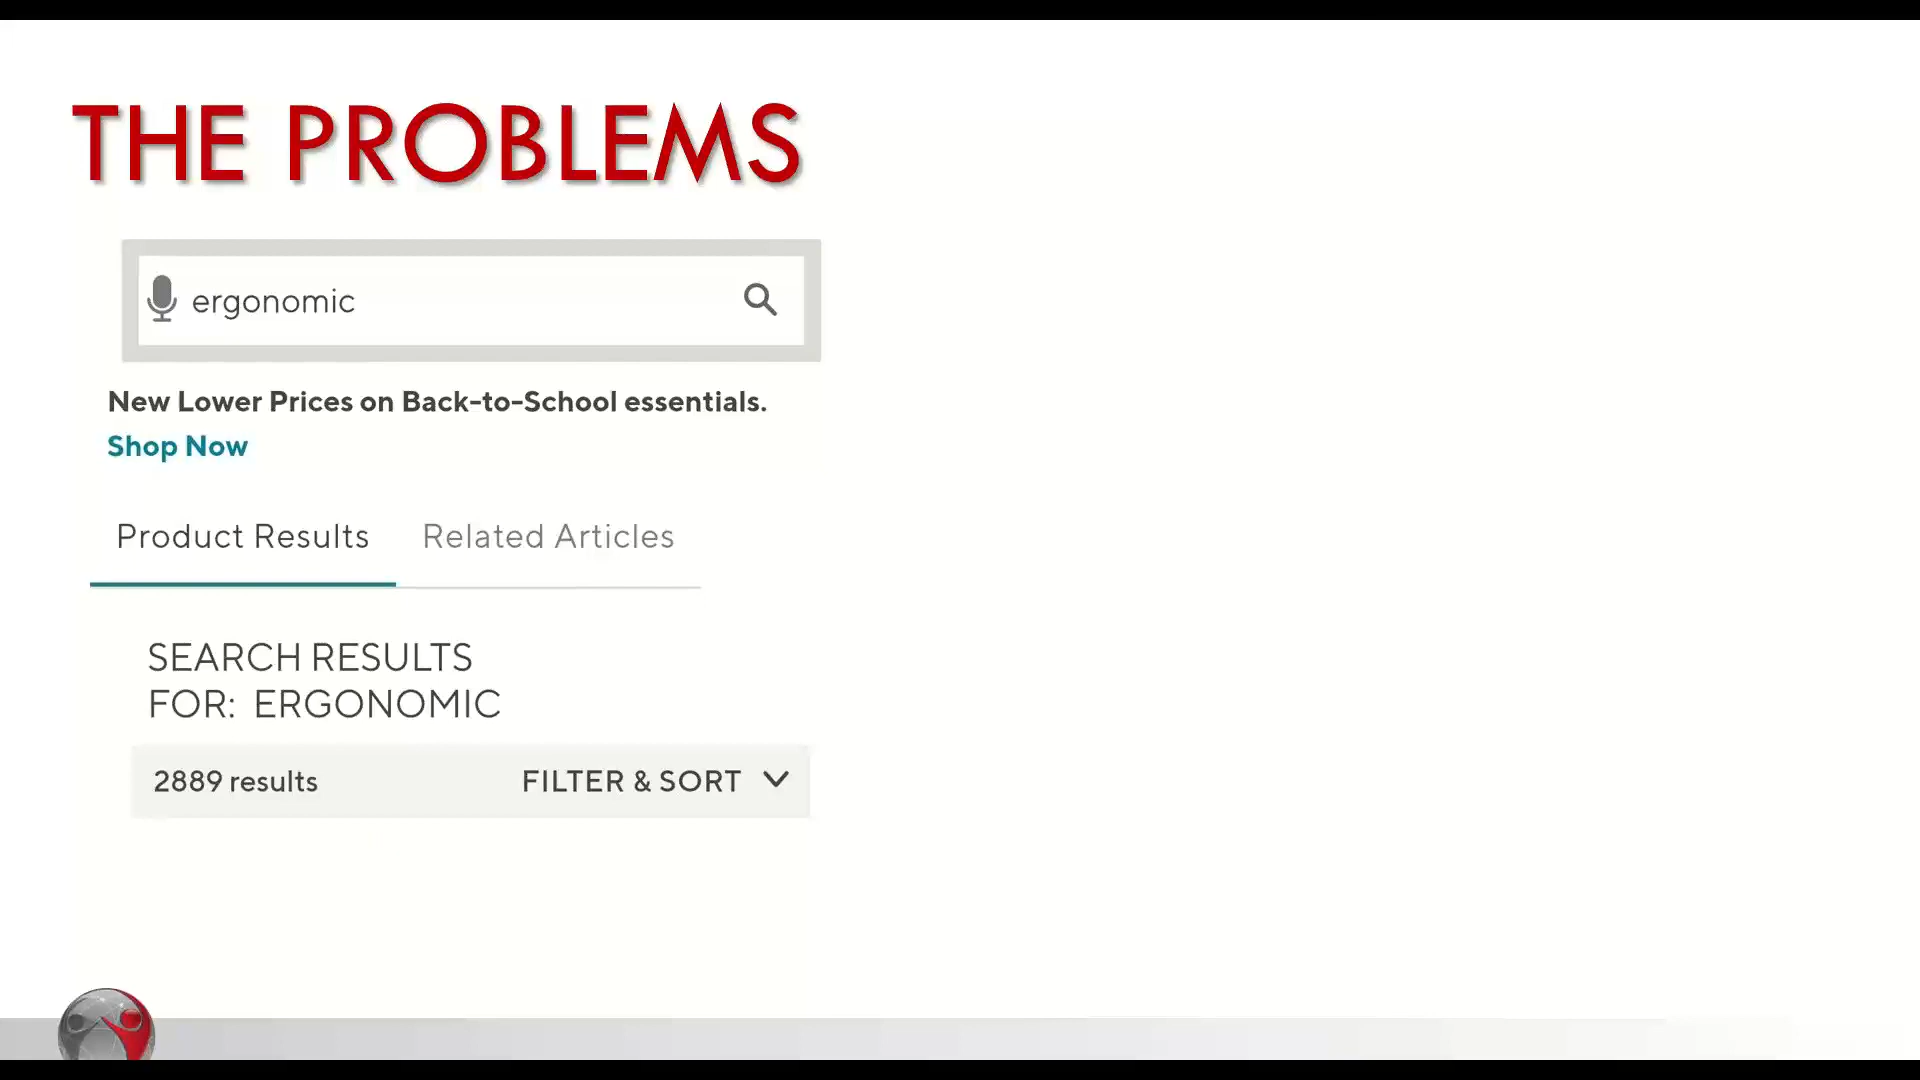 THE PROBLEMS
ergonomic
New Lower Prices on Back-to-School essentials.
Shop Now
Product Results Related Articles
SEARCH RESULTS
FOR: ERGONOMIC
2889 results FILTER & SORT